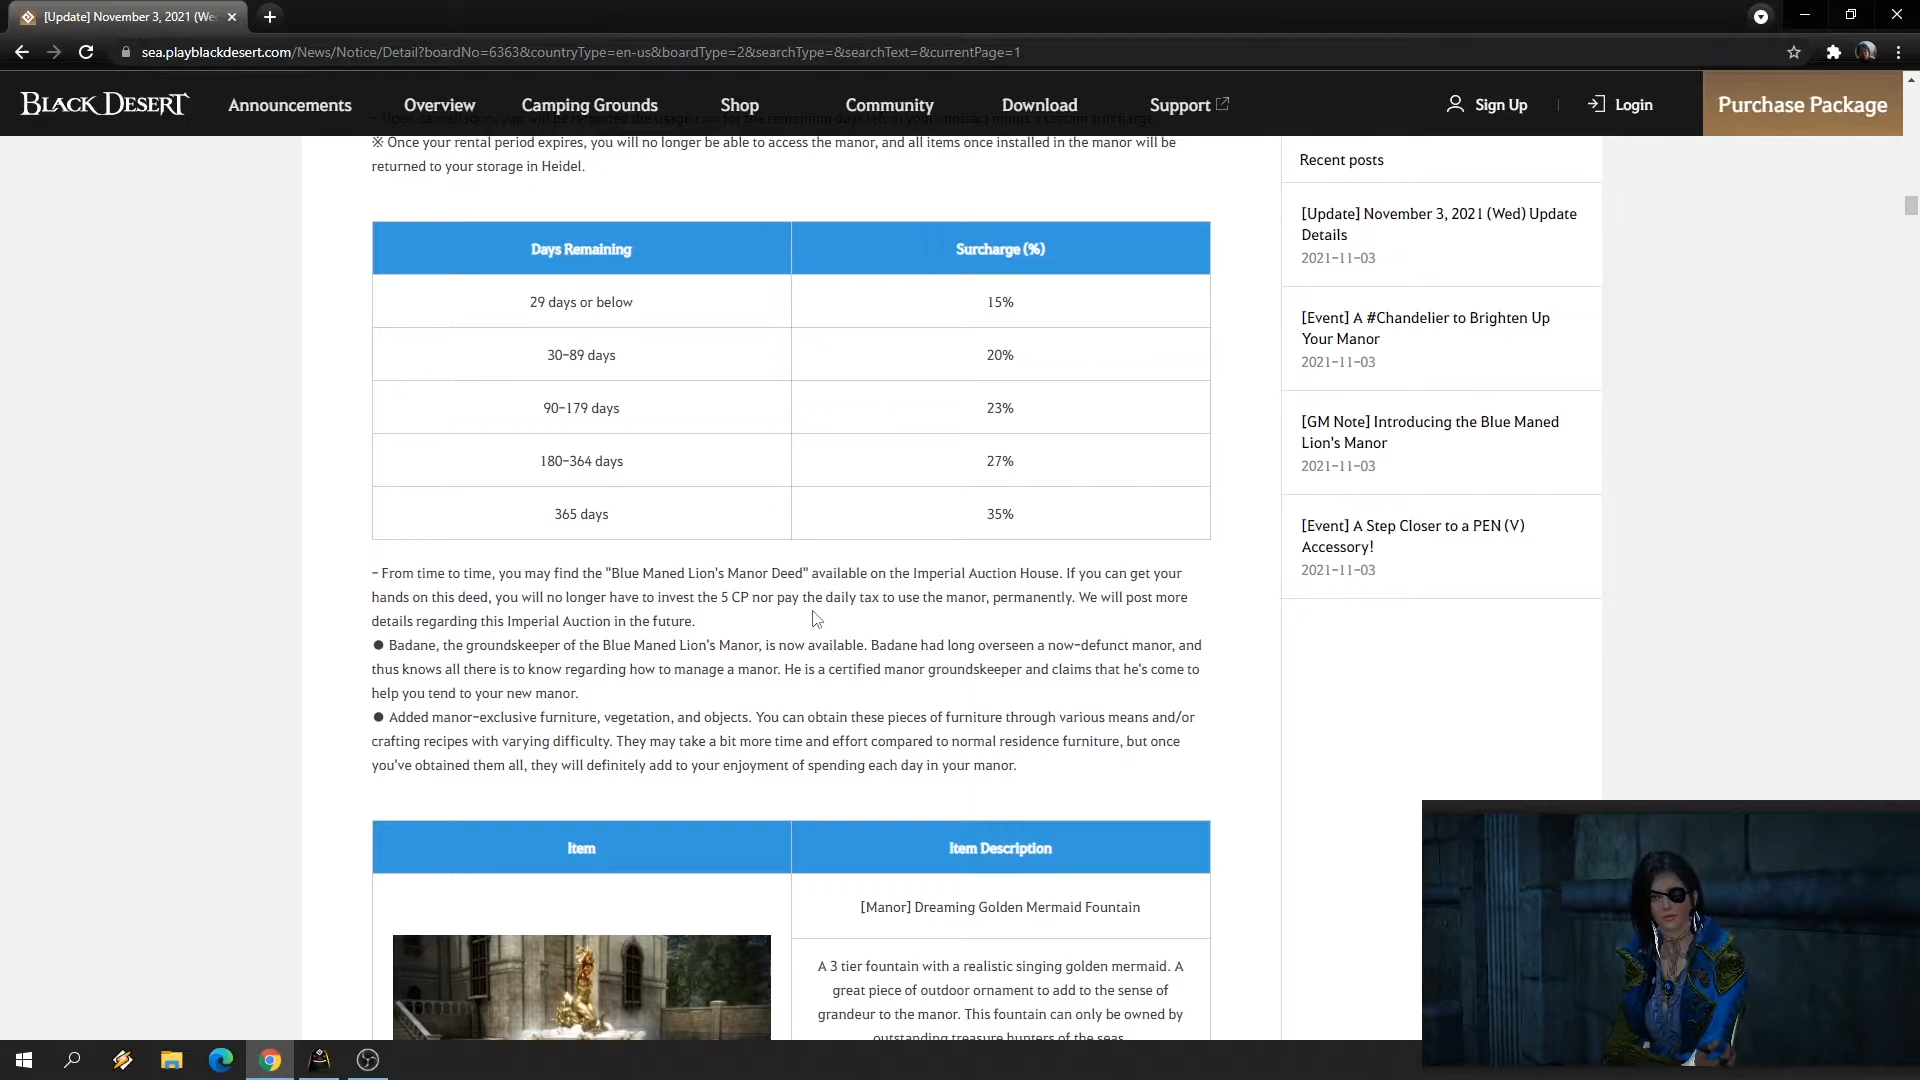 [Update] November 3, 2021 (We
sea.playblackdesert.com/News/Notice/Detail?boardNo=6363&countryType=en-us&boardType=2&searchType=&searchText=&currentPage=1
BLACK DESERT
Announcements
Overview
Camping Grounds
Shop
Community
Download
Support
Sign Up
Login
Purchase Package
※ Once your rental period expires, you will no longer be able to access the manor, and all items once installed in the manor will be
returned to your storage in Heidel.
Days Remaining Surcharge (%)
29 days or below 15%
30-89 days 20%
90-179 days 23%
180-364 days 27%
365 days 35%
- From time to time, you may find the "Blue Maned Lion's Manor Deed" available on the Imperial Auction House. If you can get your
hands on this deed, you will no longer have to invest the 5 CP nor pay the daily tax to use the manor, permanently. We will post more
details regarding this Imperial Auction in the future.
● Badane, the groundskeeper of the Blue Maned Lion's Manor, is now available. Badane had long overseen a now-defunct manor, and
thus knows all there is to know regarding how to manage a manor. He is a certified manor groundskeeper and claims that he's come to
help you tend to your new manor.
● Added manor-exclusive furniture, vegetation, and objects. You can obtain these pieces of furniture through various means and/or
crafting recipes with varying difficulty. They may take a bit more time and effort compared to normal residence furniture, but once
you've obtained them all, they will definitely add to your enjoyment of spending each day in your manor.
Item Item Description
[Manor] Dreaming Golden Mermaid Fountain
A 3 tier fountain with a realistic singing golden mermaid. A
great piece of outdoor ornament to add to the sense of
grandeur to the manor. This fountain can only be owned by
outstanding treasure hunters of the seas.
Recent posts
[Update] November 3, 2021 (Wed) Update
Details
2021-11-03
[Event] A #Chandelier to Brighten Up
Your Manor
2021-11-03
[GM Note] Introducing the Blue Maned
Lion's Manor
2021-11-03
[Event] A Step Closer to a PEN (V)
Accessory!
2021-11-03